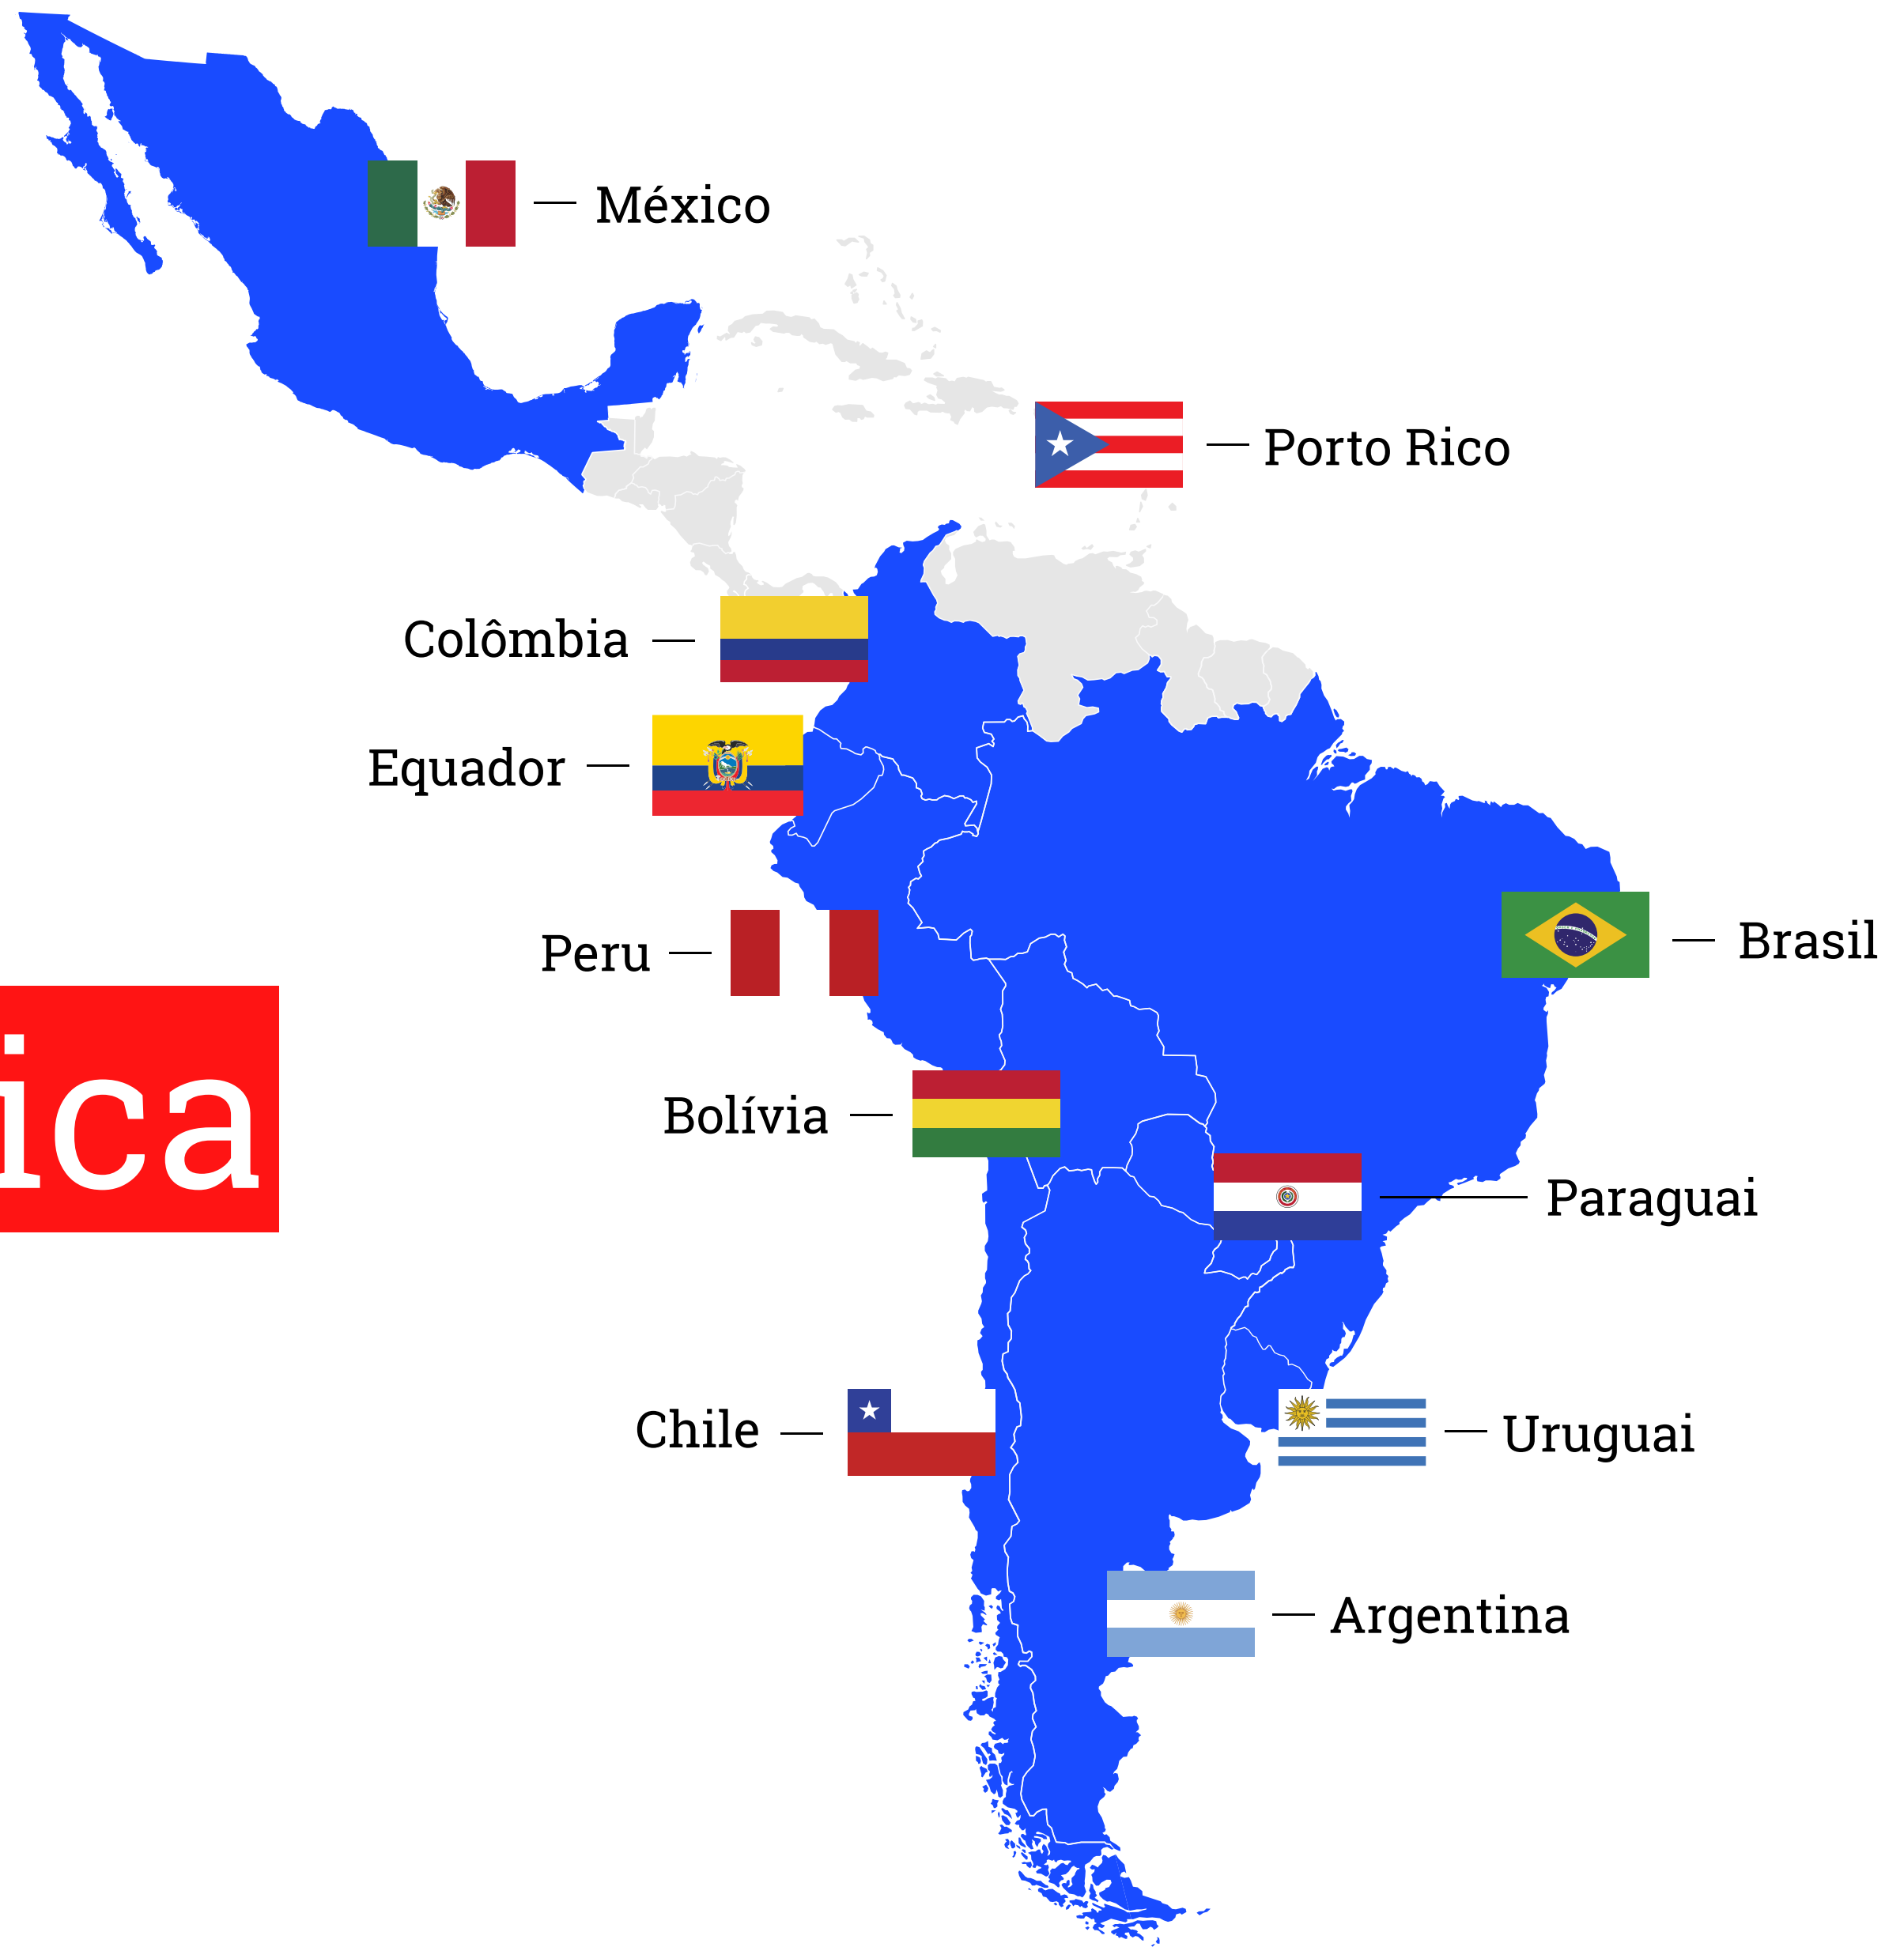 México
Porto Rico
Colômbia
Equador
Brasil
Peru
ica
Bolívia
Paraguai
Chile
Uruguai
Argentina